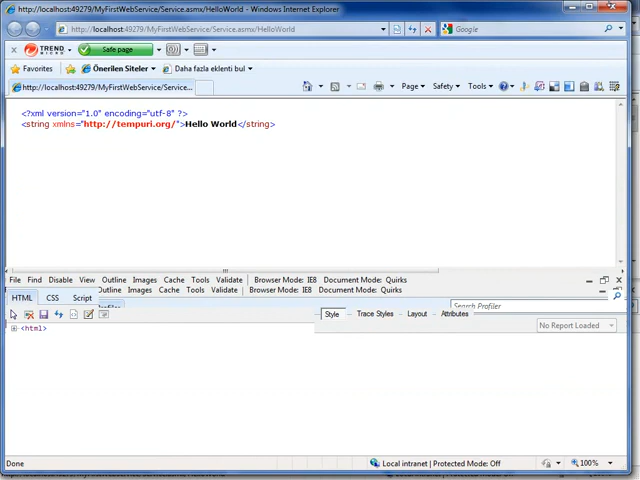 http://localhost:49279/MyFirstWebService/Service.asmx/HelloWorld - Windows Internet Explorer
http://localhost:49279/MyFirstWebService/Service.asmx/HelloWorld
Google
TREND MICRO Safe page
Favorites Önerilen Siteler Daha fazla eklenti bul
http://localhost:49279/MyFirstWebService/Service...
Page Safety Tools
<?xml version="1.0" encoding="utf-8" ?>
<string xmlns="http://tempuri.org/">Hello World</string>
File Find Disable View Outline Images Cache Tools Validate Browser Mode: IE8 Document Mode: Quirks
Outline Images Cache Tools Validate Browser Mode: IE8 Document Mode: Quirks
HTML CSS Script
Search Profiler
Style Trace Styles Layout Attributes
No Report Loaded
<html>
Done Local intranet | Protected Mode: Off 100%